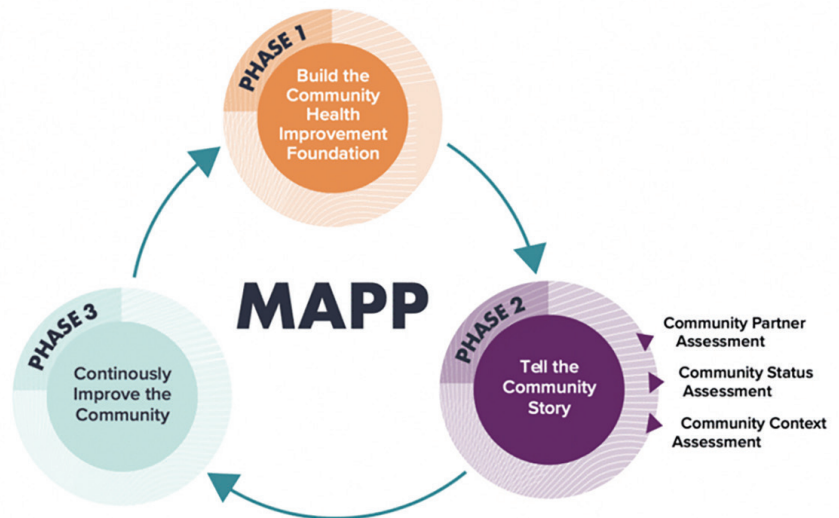 PHASE 1
Build the
Community
Health
Improvement
Foundation
MAPP
PHASE 2
Tell the
Community
Story
Community Partner
Assessment
Community Status
Assessment
Community Context
Assessment
PHASE 3
Continously
Improve the
Community